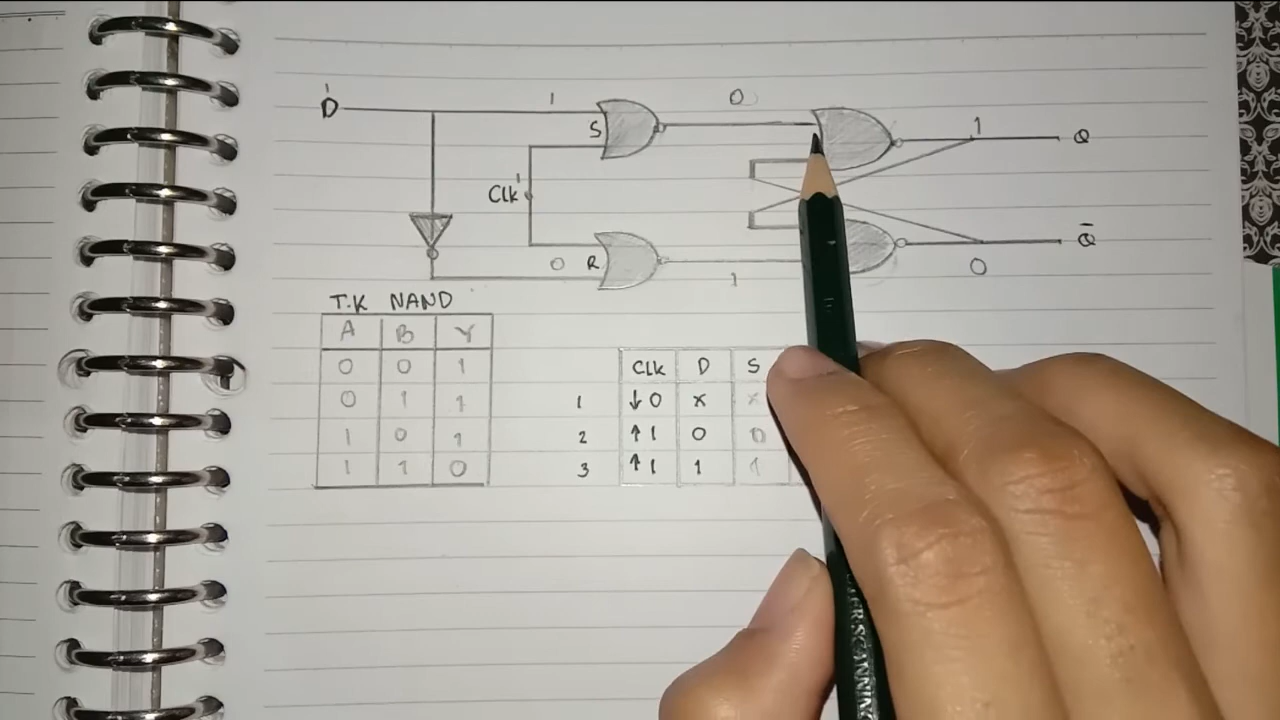 1 1 0
D
S 1 Q
Clk 1
0 R Q̄
1 0
T.K NAND
A B Y
0 0 1
0 1 1
1 0 1
1 1 0
Clk D S
1 ↓ 0 x x
2 ↑ 1 0 0
3 ↑ 1 1 1